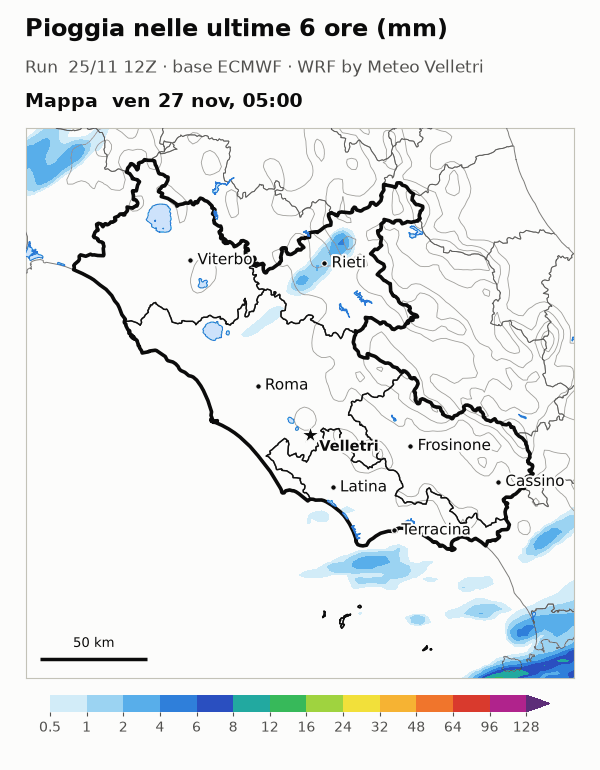 Pioggia nelle ultime 6 ore (mm)
Run  25/11 12Z · base ECMWF · WRF by Meteo Velletri
Mappa  ven 27 nov, 05:00
Viterbo
Rieti
Roma
Velletri
Frosinone
Latina
Cassino
Terracina
50 km
0.5 1 2 4 6 8 12 16 24 32 48 64 96 128